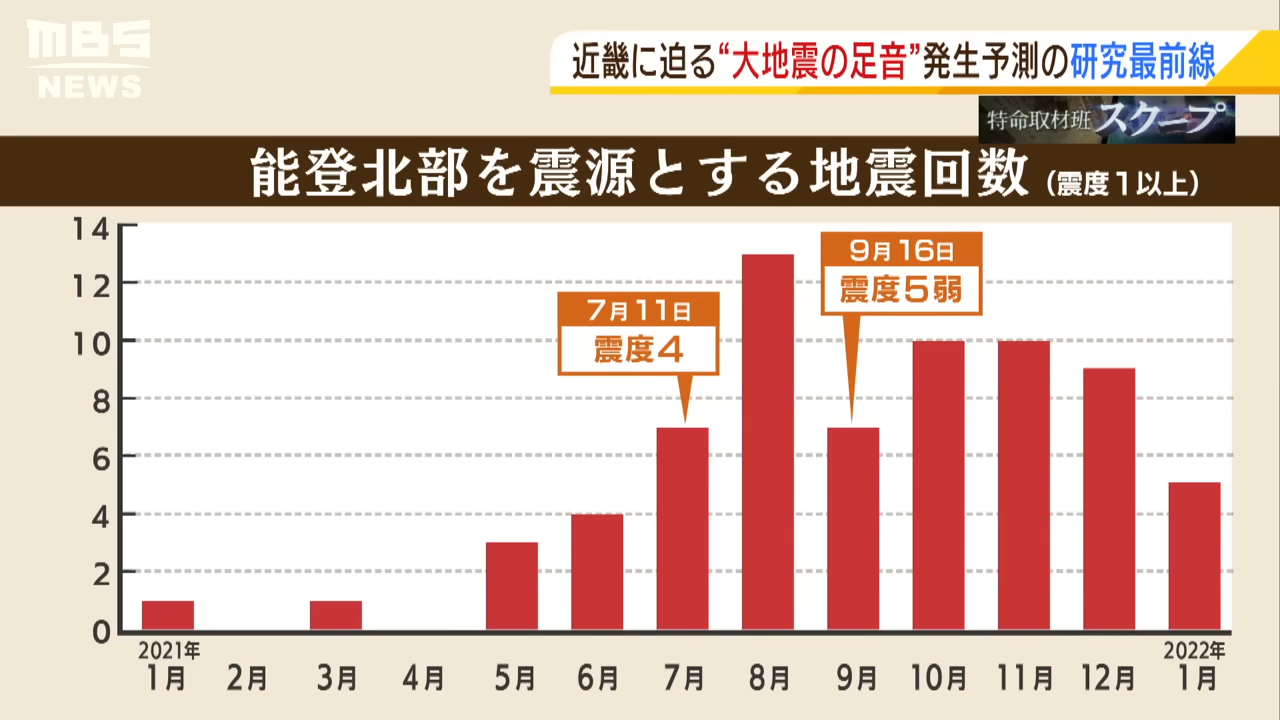 MBS
NEWS
近畿に迫る“大地震の足音”発生予測の研究最前線
特命取材班 スクープ
能登北部を震源とする地震回数（震度１以上）
14
12
10
8
6
4
2
0
7月11日
震度4
9月16日
震度5弱
2021年
1月 2月 3月 4月 5月 6月 7月 8月 9月 10月 11月 12月
2022年
1月